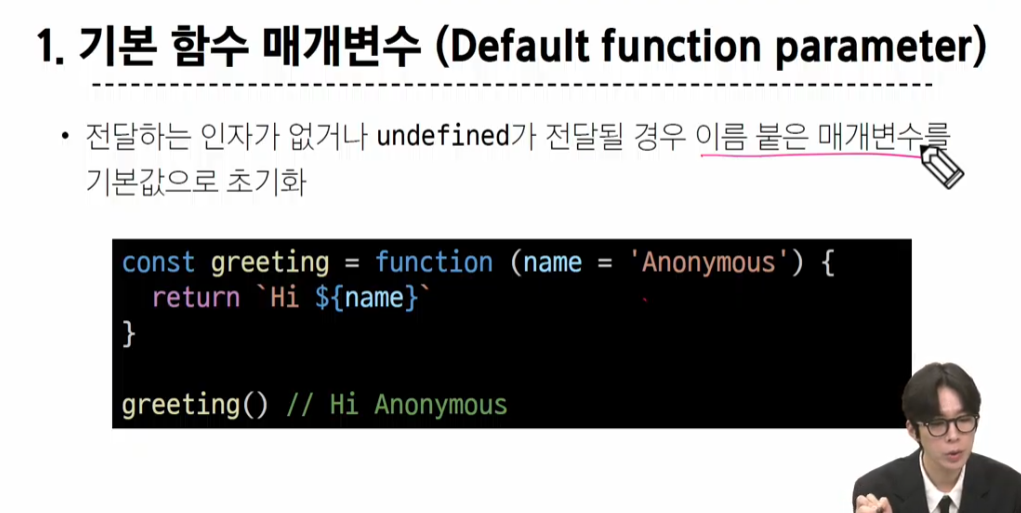 1. 기본 함수 매개변수 (Default function parameter)
• 전달하는 인자가 없거나 undefined가 전달될 경우 이름 붙은 매개변수를
기본값으로 초기화
const greeting = function (name = 'Anonymous') {
  return `Hi ${name}`
}
greeting() // Hi Anonymous